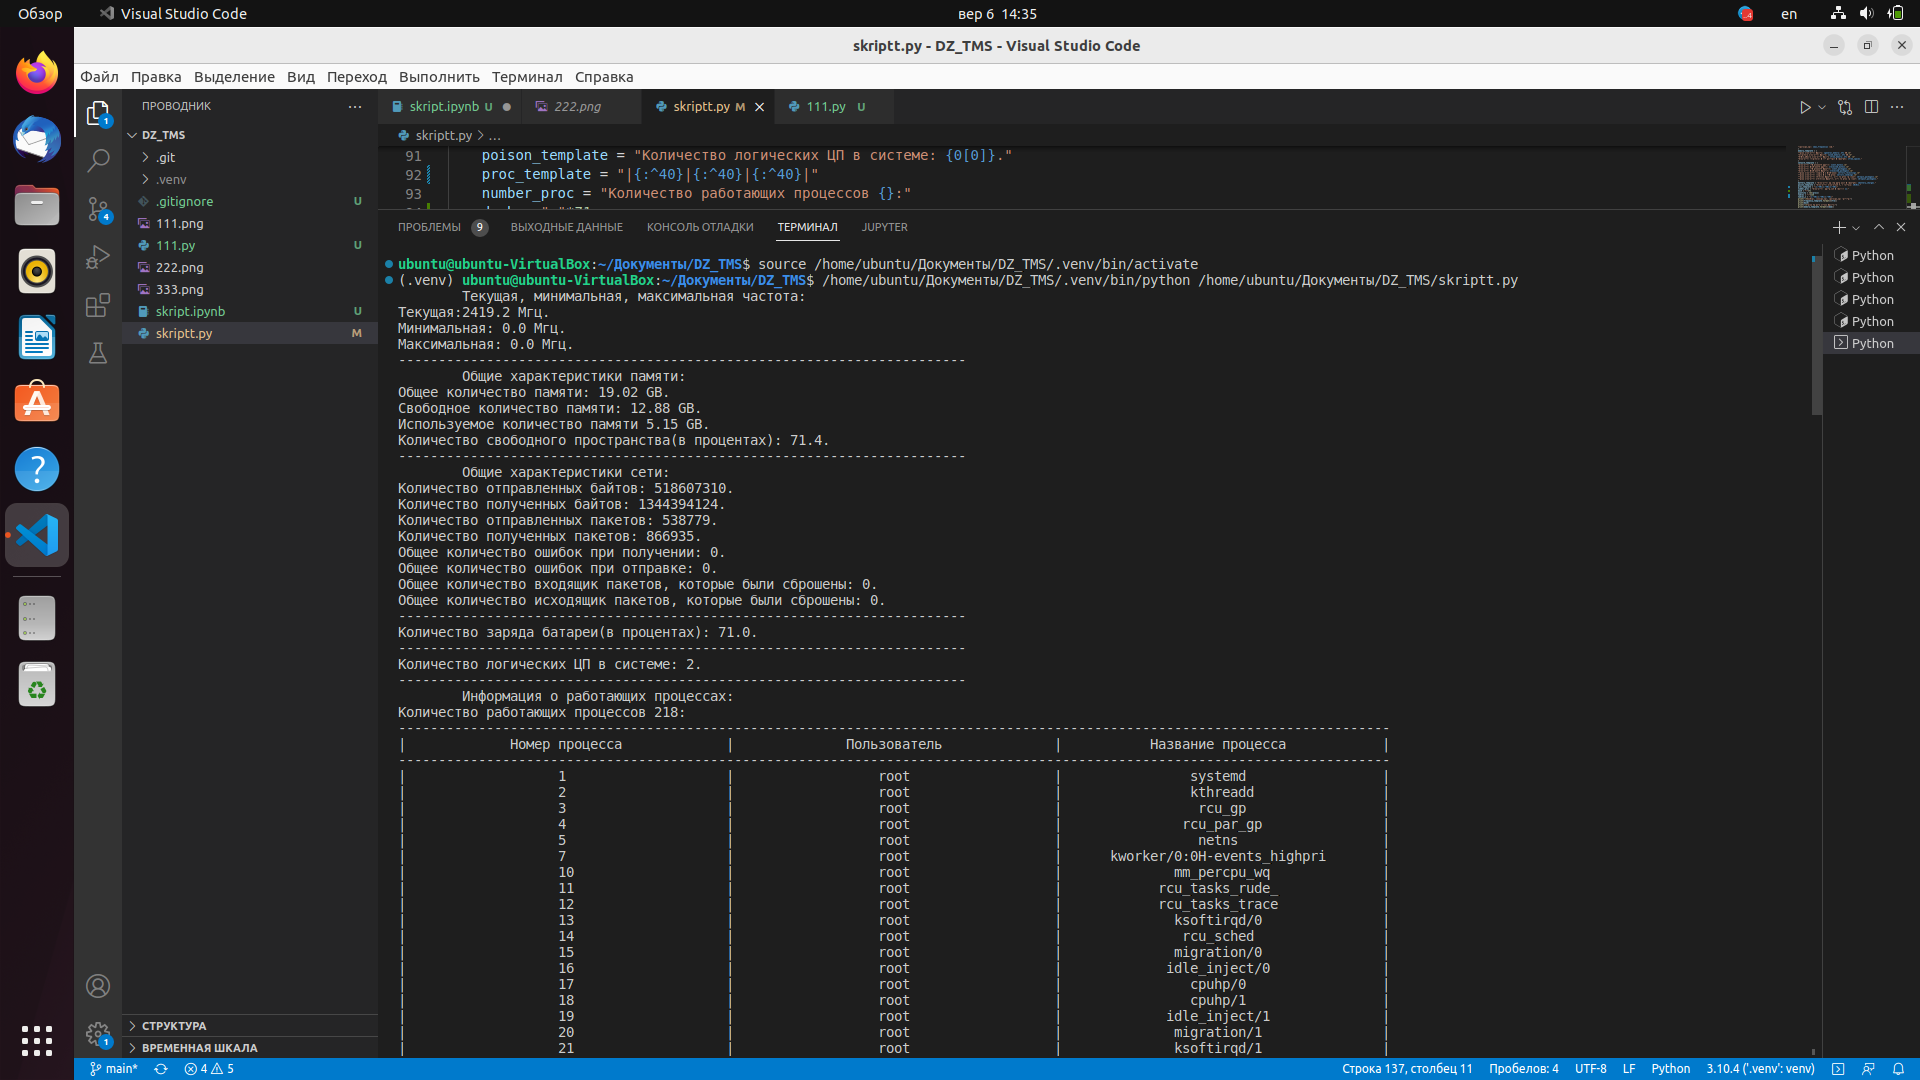 Обзор
Visual Studio Code
вер 6 14:35
en
skriptt.py - DZ_TMS - Visual Studio Code
Файл Правка Выделение Вид Переход Выполнить Терминал Справка
ПРОВОДНИК
skript.ipynb U
222.png
skriptt.py M
111.py U
skriptt.py > ...
DZ_TMS
.git
.venv
.gitignore U
111.png
111.py U
222.png
333.png
skript.ipynb U
skriptt.py M
1
4
1
91 poison_template = "Количество логических ЦП в системе: {0[0]}."
92 proc_template = "|{:^40}|{:^40}|{:^40}|"
93 number_proc = "Количество работающих процессов {}:"
ПРОБЛЕМЫ 9 ВЫХОДНЫЕ ДАННЫЕ КОНСОЛЬ ОТЛАДКИ ТЕРМИНАЛ JUPYTER
ubuntu@ubuntu-VirtualBox:~/Документы/DZ_TMS$ source /home/ubuntu/Документы/DZ_TMS/.venv/bin/activate
(.venv) ubuntu@ubuntu-VirtualBox:~/Документы/DZ_TMS$ /home/ubuntu/Документы/DZ_TMS/.venv/bin/python /home/ubuntu/Документы/DZ_TMS/skriptt.py
Текущая, минимальная, максимальная частота:
Текущая:2419.2 Мгц.
Минимальная: 0.0 Мгц.
Максимальная: 0.0 Мгц.
-----------------------------------------------------------------------
Общие характеристики памяти:
Общее количество памяти: 19.02 GB.
Свободное количество памяти: 12.88 GB.
Используемое количество памяти 5.15 GB.
Количество свободного пространства(в процентах): 71.4.
-----------------------------------------------------------------------
Общие характеристики сети:
Количество отправленных байтов: 518607310.
Количество полученных байтов: 1344394124.
Количество отправленных пакетов: 538779.
Количество полученных пакетов: 866935.
Общее количество ошибок при получении: 0.
Общее количество ошибок при отправке: 0.
Общее количество входящик пакетов, которые были сброшены: 0.
Общее количество исходящик пакетов, которые были сброшены: 0.
-----------------------------------------------------------------------
Количество заряда батареи(в процентах): 71.0.
-----------------------------------------------------------------------
Количество логических ЦП в системе: 2.
-----------------------------------------------------------------------
Информация о работающих процессах:
Количество работающих процессов 218:
----------------------------------------------------------------------------------------------------------------------------
| Номер процесса | Пользователь | Название процесса |
----------------------------------------------------------------------------------------------------------------------------
| 1 | root | systemd |
| 2 | root | kthreadd |
| 3 | root | rcu_gp |
| 4 | root | rcu_par_gp |
| 5 | root | netns |
| 7 | root | kworker/0:0H-events_highpri |
| 10 | root | mm_percpu_wq |
| 11 | root | rcu_tasks_rude_ |
| 12 | root | rcu_tasks_trace |
| 13 | root | ksoftirqd/0 |
| 14 | root | rcu_sched |
| 15 | root | migration/0 |
| 16 | root | idle_inject/0 |
| 17 | root | cpuhp/0 |
| 18 | root | cpuhp/1 |
| 19 | root | idle_inject/1 |
| 20 | root | migration/1 |
| 21 | root | ksoftirqd/1 |
Python
Python
Python
Python
Python
СТРУКТУРА
ВРЕМЕННАЯ ШКАЛА
main*
4 5
Строка 137, столбец 11
Пробелов: 4
UTF-8
LF
Python
3.10.4 ('.venv': venv)